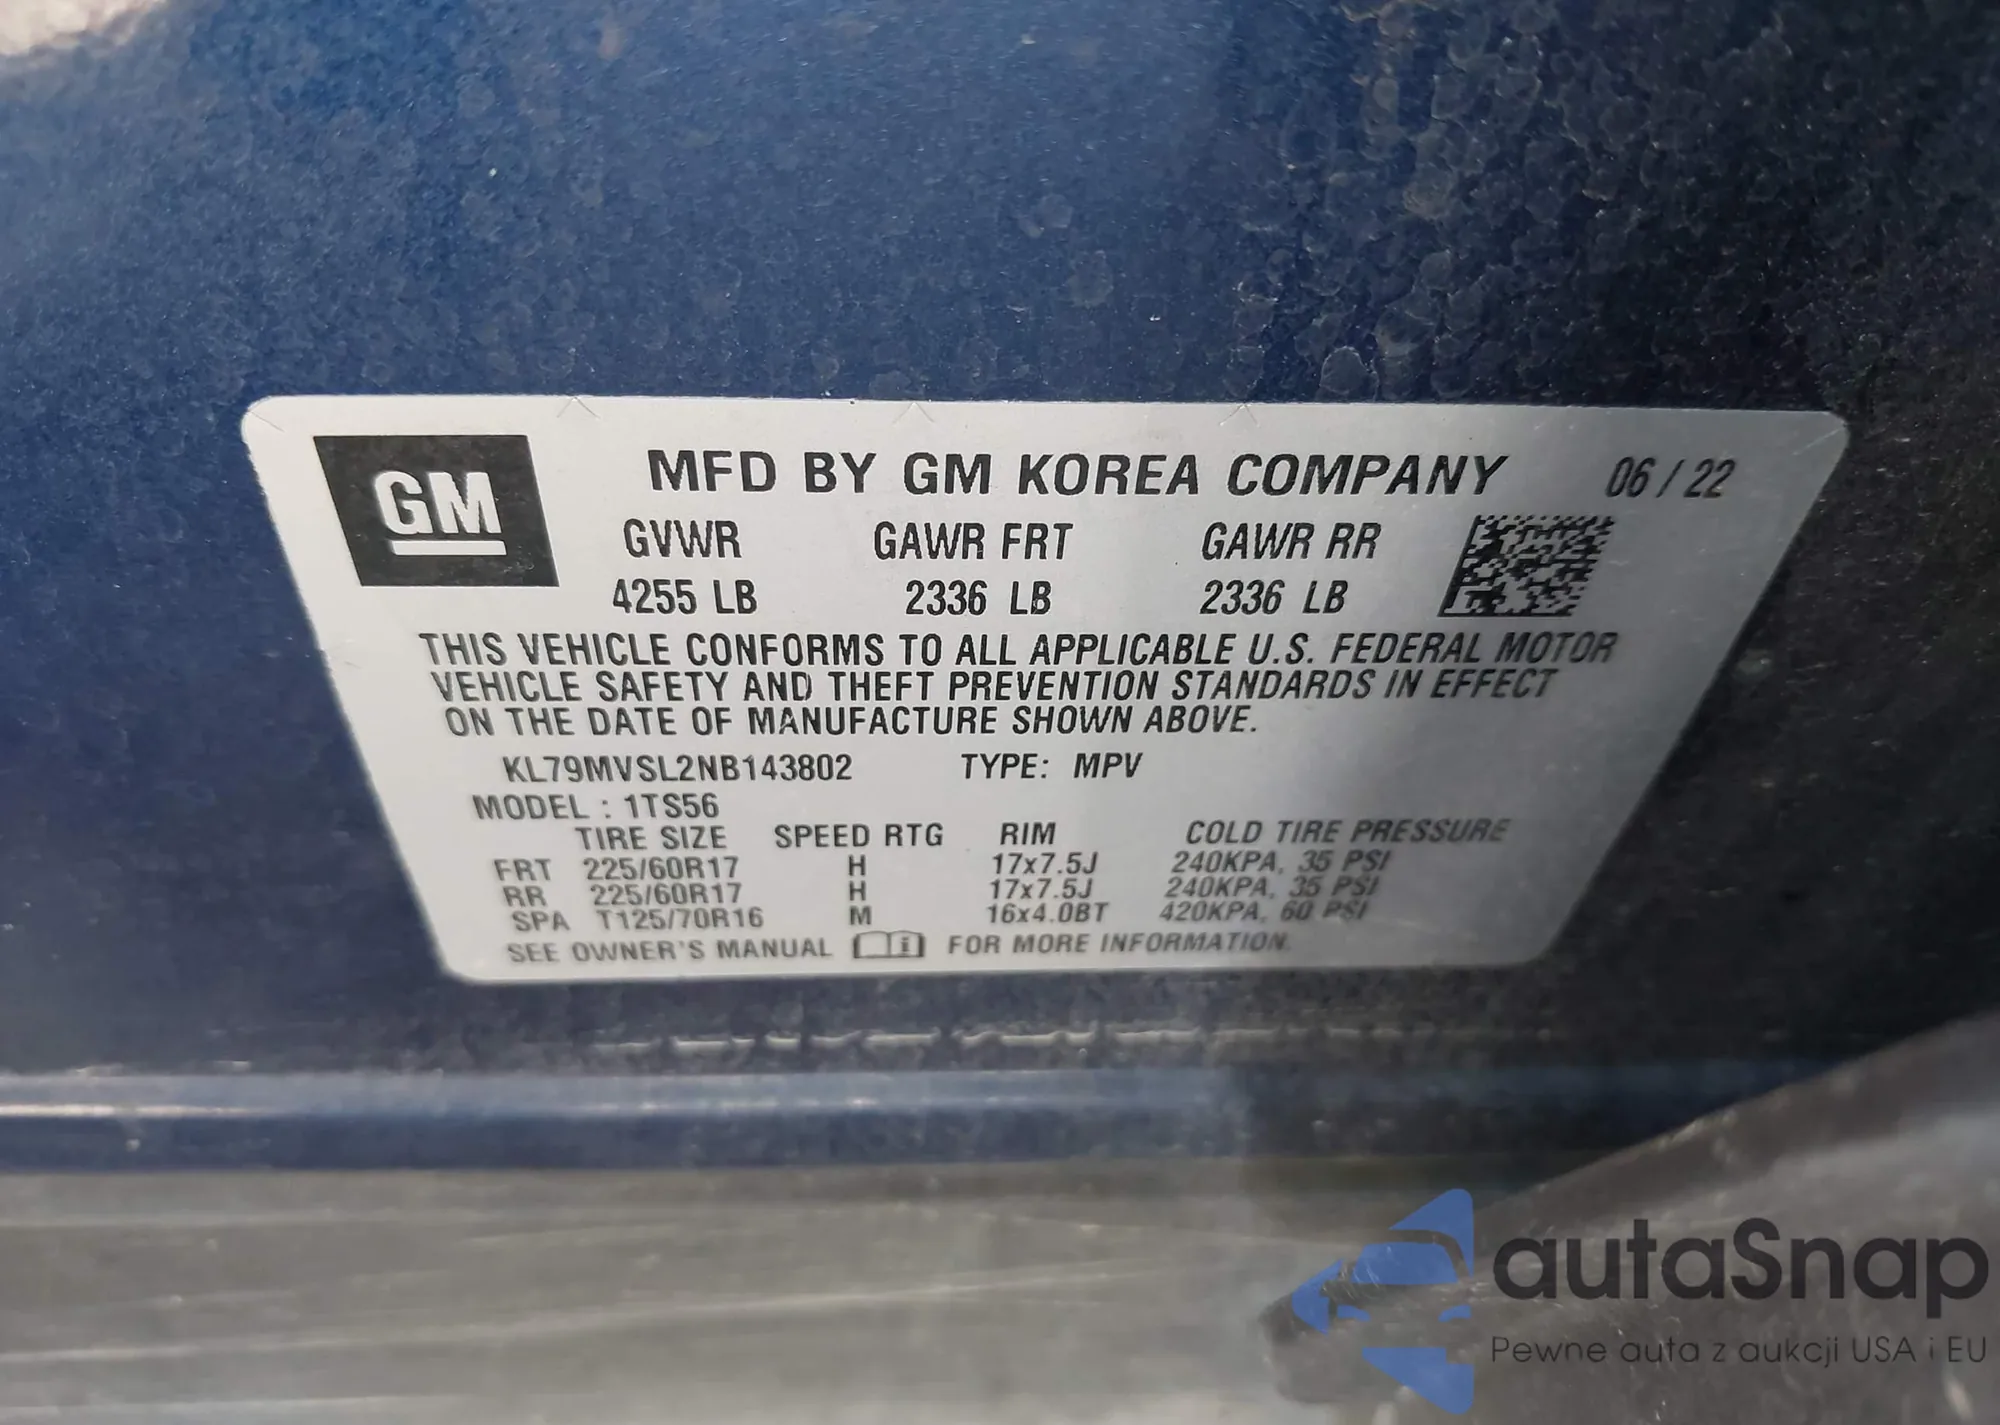 GM
MFD BY GM KOREA COMPANY 06 / 22
GVWR GAWR FRT GAWR RR
4255 LB 2336 LB 2336 LB
THIS VEHICLE CONFORMS TO ALL APPLICABLE U.S. FEDERAL MOTOR
VEHICLE SAFETY AND THEFT PREVENTION STANDARDS IN EFFECT
ON THE DATE OF MANUFACTURE SHOWN ABOVE.
KL79MVSL2NB143802 TYPE: MPV
MODEL : 1TS56
TIRE SIZE SPEED RTG RIM COLD TIRE PRESSURE
FRT 225/60R17 H 17x7.5J 240KPA, 35 PSI
RR 225/60R17 H 17x7.5J 240KPA, 35 PSI
SPA T125/70R16 M 16x4.0BT 420KPA, 60 PSI
SEE OWNER'S MANUAL i FOR MORE INFORMATION.
autaSnap
Pewne auta z aukcji USA i EU